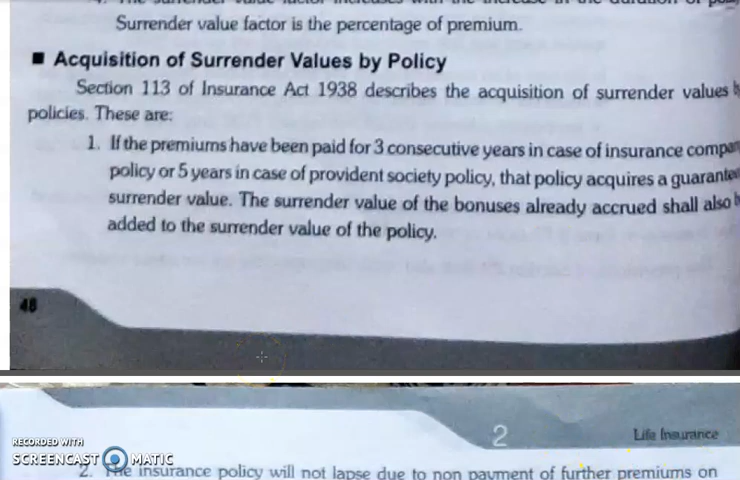 Surrender value factor is the percentage of premium.
■ Acquisition of Surrender Values by Policy
Section 113 of Insurance Act 1938 describes the acquisition of surrender values
policies. These are:
1. If the premiums have been paid for 3 consecutive years in case of insurance
policy or 5 years in case of provident society policy, that policy acquires a
surrender value. The surrender value of the bonuses already accrued shall also
added to the surrender value of the policy.
48
2
Life Insurance
RECORDED WITH
SCREENCAST MATIC
2. The insurance policy will not lapse due to non payment of further premiums on